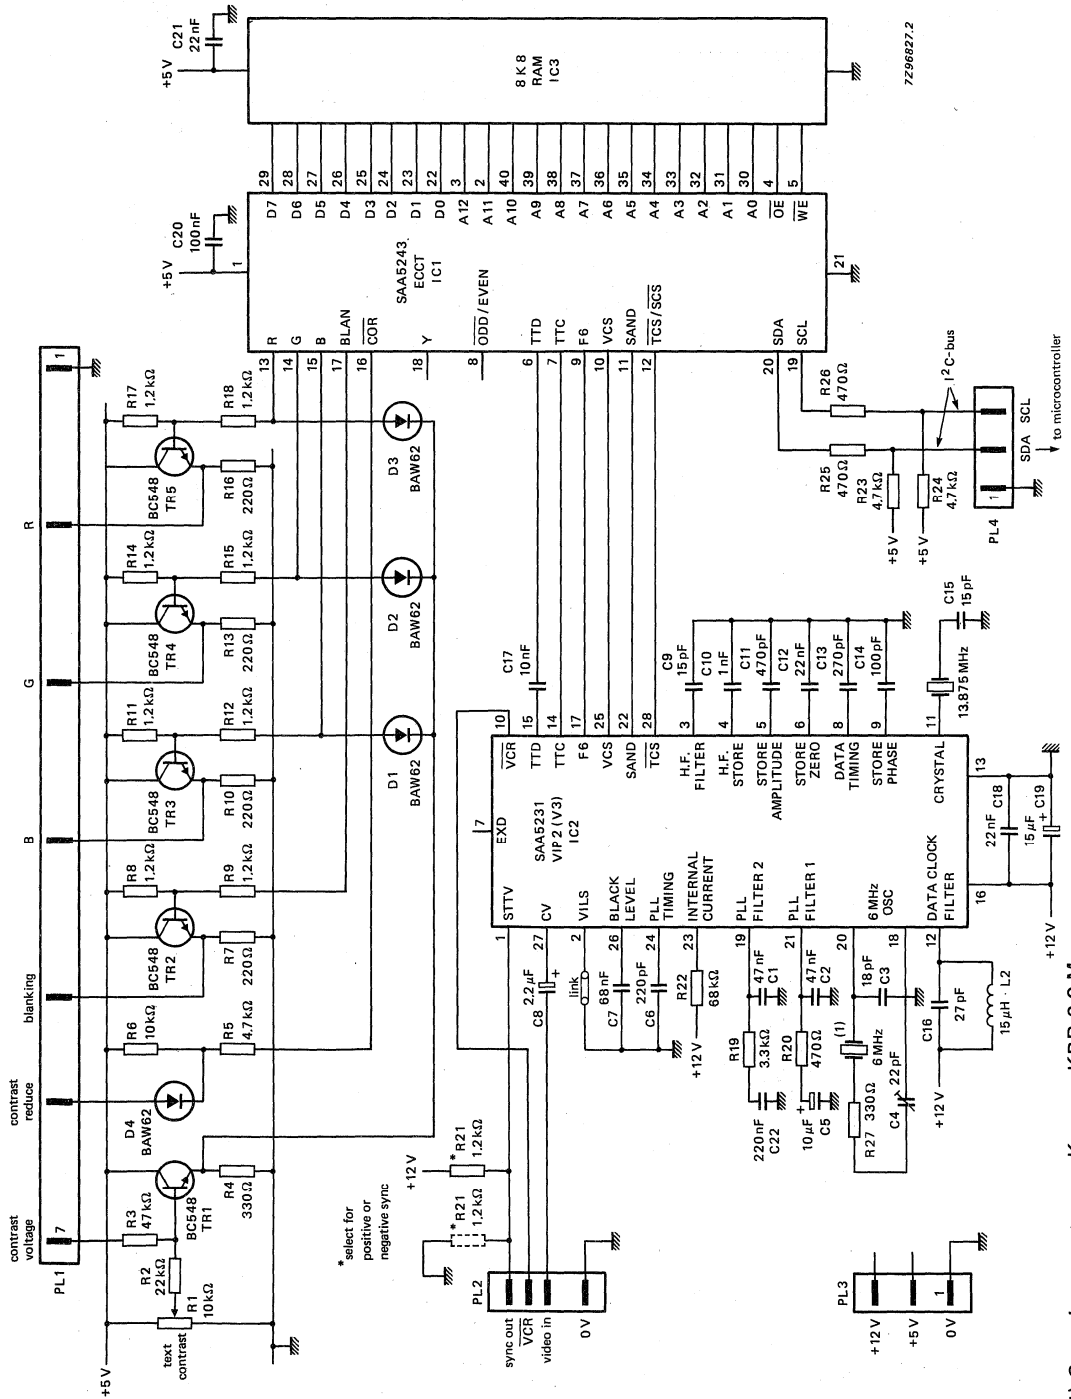 +5 V
C21
22 nF
8 K 8
RAM
IC3
7Z96827.2
+5 V
C20
100 nF
1
29
28
27
26
25
24
23
22
3
2
40
39
38
37
36
35
34
33
32
31
30
4
5
D7
D6
D5
D4
D3
D2
D1
D0
A12
A11
A10
A9
A8
A7
A6
A5
A4
A3
A2
A1
A0
OE
WE
SAA5243
ECCT
IC1
21
R
G
B
BLAN
COR
Y
ODD/EVEN
TTD
TTC
F6
VCS
SAND
TCS/SCS
SDA
SCL
13
14
15
17
16
18
8
6
7
9
10
11
12
20
19
1
R
G
B
blanking
contrast
reduce
contrast
voltage
7
PL1
R17
1.2 kΩ
R18
1.2 kΩ
BC548
TR5
R16
220 Ω
D3
BAW62
R14
1.2 kΩ
R15
1.2 kΩ
BC548
TR4
R13
220 Ω
D2
BAW62
R11
1.2 kΩ
R12
1.2 kΩ
BC548
TR3
R10
220 Ω
D1
BAW62
R8
1.2 kΩ
R9
1.2 kΩ
BC548
TR2
R7
220 Ω
R6
10 kΩ
R5
4.7 kΩ
D4
BAW62
BC548
TR1
R4
330 Ω
R3
47 kΩ
R2
22 kΩ
R1
10 kΩ
text
contrast
+5 V
R26
470 Ω
R25
470 Ω
R23
4.7 kΩ
R24
4.7 kΩ
+5 V
+5 V
I²C-bus
SDA SCL
to microcontroller
1
PL4
C17
10 nF
C9
15 pF
C10
1 nF
C11
470 pF
C12
22 nF
C13
270 pF
C14
100 pF
C15
15 pF
13.875 MHz
10
15
14
17
25
22
28
3
4
5
6
8
9
11
VCR
TTD
TTC
F6
VCS
SAND
TCS
H.F.
FILTER
H.F.
STORE
STORE
AMPLITUDE
STORE
ZERO
DATA
TIMING
STORE
PHASE
CRYSTAL
7
EXD
SAA5231
VIP2 (V3)
IC2
13
16
22 nF C18
15 µF
+
C19
+12 V
STTV
CV
VILS
BLACK
LEVEL
PLL
TIMING
INTERNAL
CURRENT
PLL
FILTER 2
PLL
FILTER 1
6 MHz
OSC
DATA CLOCK
FILTER
1
27
2
26
24
23
19
21
20
18
12
2.2 µF
+
C8
link
68 nF
C7
220 pF
C6
R22
68 kΩ
+12 V
47 nF
C1
R19
3.3 kΩ
220 nF
C22
47 nF
C2
R20
470 Ω
10 µF
+
C5
18 pF
C3
(1)
6 MHz
R27 330 Ω
22 pF
C4
C16
27 pF
15 µH L2
+12 V
* R21
1.2 kΩ
+12 V
* R21
1.2 kΩ
*select for
positive or
negative sync
PL2
sync out
VCR
video in
0 V
PL3
+12 V
+5 V
0 V
1